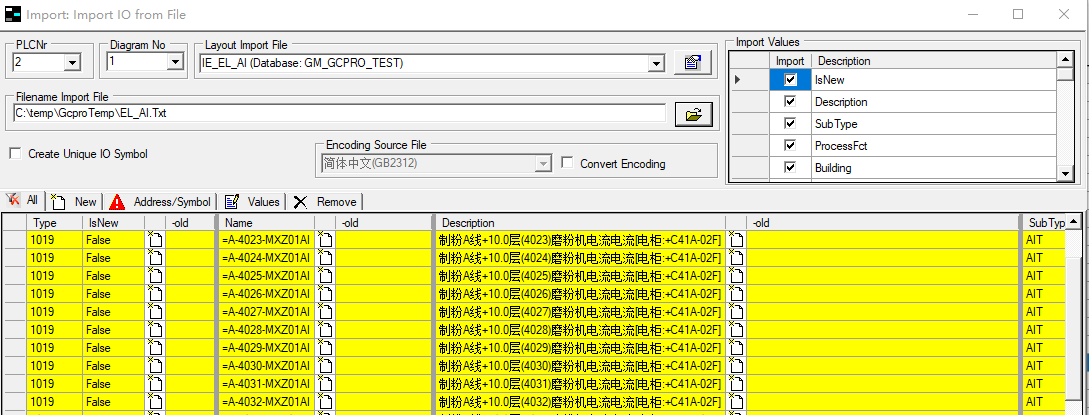 Import: Import IO from File
PLCNr
Diagram No
Layout Import File
Import Values
2
1
IE_EL_AI (Database: GM_GCPRO_TEST)
Import Description
IsNew
Description
SubType
ProcessFct
Building
Filename Import File
C:\temp\GcproTemp\EL_AI.Txt
Create Unique IO Symbol
Encoding Source File
简体中文(GB2312)
Convert Encoding
All New Address/Symbol Values Remove
Type IsNew -old Name -old Description -old SubTyp
1019 False =A-4023-MXZ01AI 制粉A线+10.0层(4023)磨粉机电流电流[电柜:+C41A-02F] AIT
1019 False =A-4024-MXZ01AI 制粉A线+10.0层(4024)磨粉机电流电流[电柜:+C41A-02F] AIT
1019 False =A-4025-MXZ01AI 制粉A线+10.0层(4025)磨粉机电流电流[电柜:+C41A-02F] AIT
1019 False =A-4026-MXZ01AI 制粉A线+10.0层(4026)磨粉机电流电流[电柜:+C41A-02F] AIT
1019 False =A-4027-MXZ01AI 制粉A线+10.0层(4027)磨粉机电流电流[电柜:+C41A-02F] AIT
1019 False =A-4028-MXZ01AI 制粉A线+10.0层(4028)磨粉机电流电流[电柜:+C41A-02F] AIT
1019 False =A-4029-MXZ01AI 制粉A线+10.0层(4029)磨粉机电流电流[电柜:+C41A-02F] AIT
1019 False =A-4030-MXZ01AI 制粉A线+10.0层(4030)磨粉机电流电流[电柜:+C41A-02F] AIT
1019 False =A-4031-MXZ01AI 制粉A线+10.0层(4031)磨粉机电流电流[电柜:+C41A-02F] AIT
1019 False =A-4032-MXZ01AI 制粉A线+10.0层(4032)磨粉机电流电流[电柜:+C41A-02F] AIT